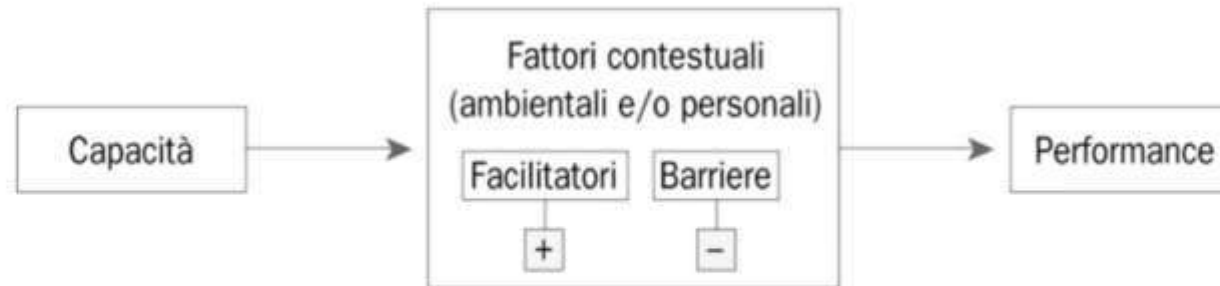 Capacità
Fattori contestuali
(ambientali e/o personali)
Facilitatori
Barriere
+
–
Performance